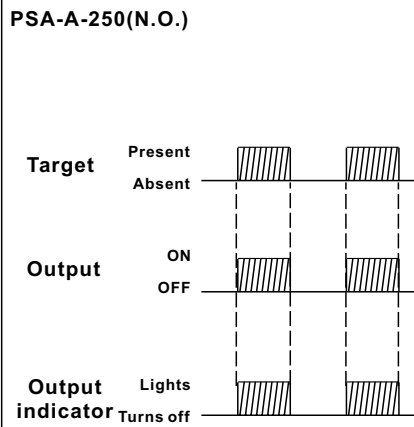 PSA-A-250(N.O.)
Target
Present
Absent
Output
ON
OFF
Output
indicator
Lights
Turns off